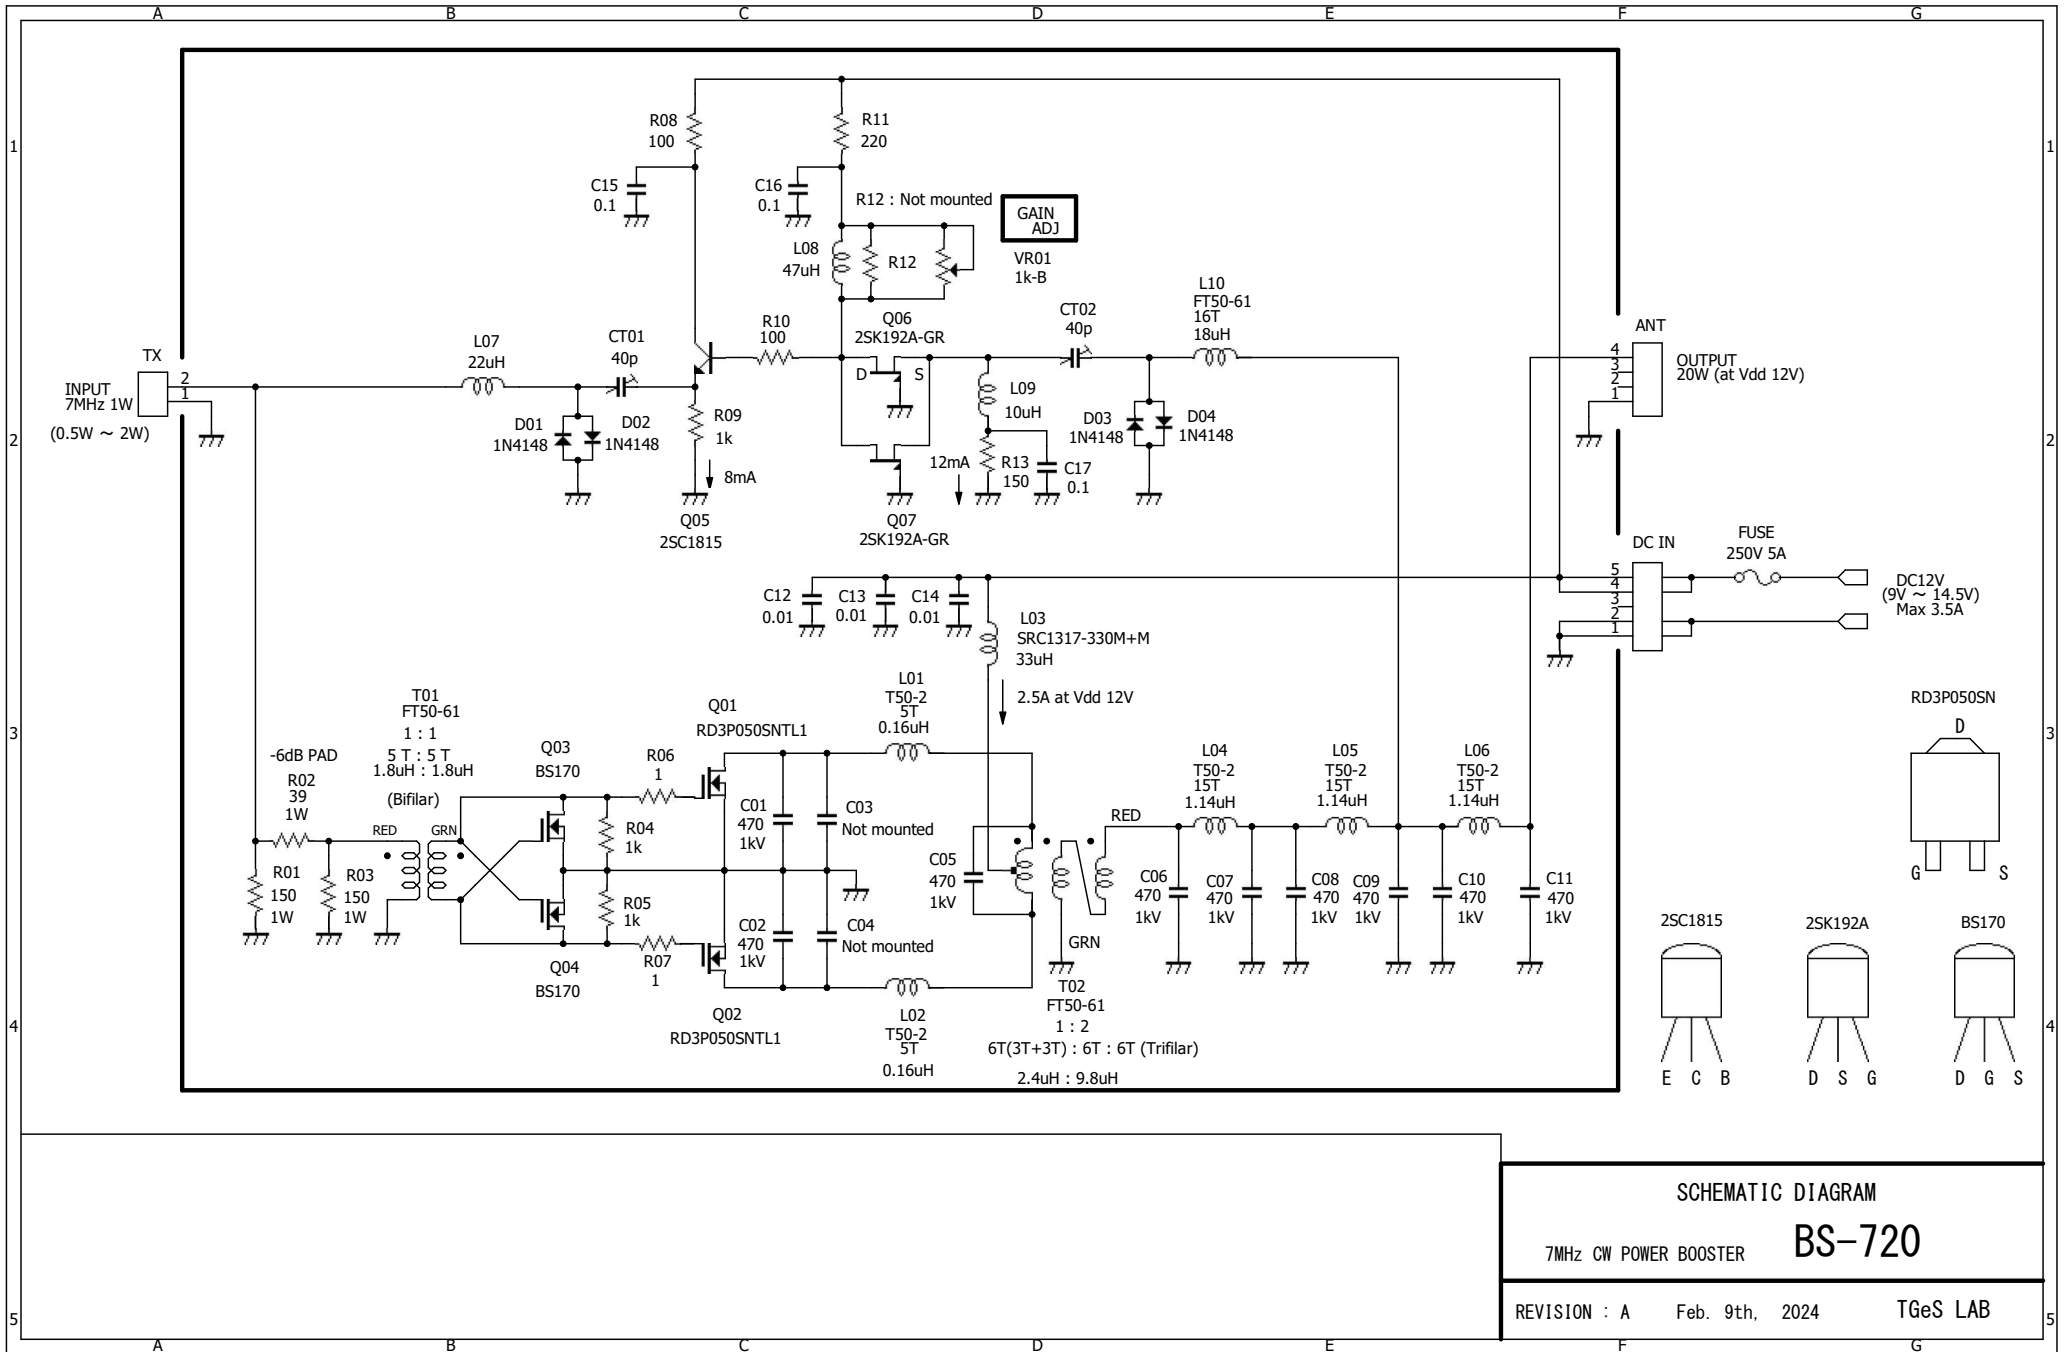 A B C D E F G
1
1
R08
100
R11
220
C15
0.1
C16
0.1
R12 : Not mounted
GAIN
ADJ
L08
47uH
R12
VR01
1k-B
L10
FT50-61
16T
18uH
TX
L07
22uH
CT01
40p
R10
100
Q06
2SK192A-GR
CT02
40p
ANT
INPUT
7MHz 1W
(0.5W ~ 2W)
2
1
D S
4
3
2
1
OUTPUT
20W (at Vdd 12V)
L09
10uH
D01
1N4148
D02
1N4148
R09
1k
D03
1N4148
D04
1N4148
2
2
8mA
12mA
R13
150
C17
0.1
Q05
2SC1815
Q07
2SK192A-GR
DC IN
FUSE
250V 5A
5
4
3
2
1
DC12V
(9V ~ 14.5V)
Max 3.5A
C12
0.01
C13
0.01
C14
0.01
L03
SRC1317-330M+M
33uH
2.5A at Vdd 12V
3
3
T01
FT50-61
1 : 1
5 T : 5 T
1.8uH : 1.8uH
(Bifilar)
-6dB PAD
R02
39
1W
RED GRN
R01
150
1W
R03
150
1W
Q03
BS170
Q01
RD3P050SNTL1
R06
1
R04
1k
R05
1k
R07
1
Q04
BS170
Q02
RD3P050SNTL1
L01
T50-2
5T
0.16uH
C01
470
1kV
C03
Not mounted
C02
470
1kV
C04
Not mounted
L02
T50-2
5T
0.16uH
C05
470
1kV
RED
GRN
T02
FT50-61
1 : 2
6T(3T+3T) : 6T : 6T (Trifilar)
2.4uH : 9.8uH
L04
T50-2
15T
1.14uH
L05
T50-2
15T
1.14uH
L06
T50-2
15T
1.14uH
C06
470
1kV
C07
470
1kV
C08
470
1kV
C09
470
1kV
C10
470
1kV
C11
470
1kV
RD3P050SN
D
G S
2SC1815
E C B
2SK192A
D S G
BS170
D G S
4
4
SCHEMATIC DIAGRAM
7MHz CW POWER BOOSTER BS-720
REVISION : A Feb. 9th, 2024 TGeS LAB
5
5
A B C D E F G